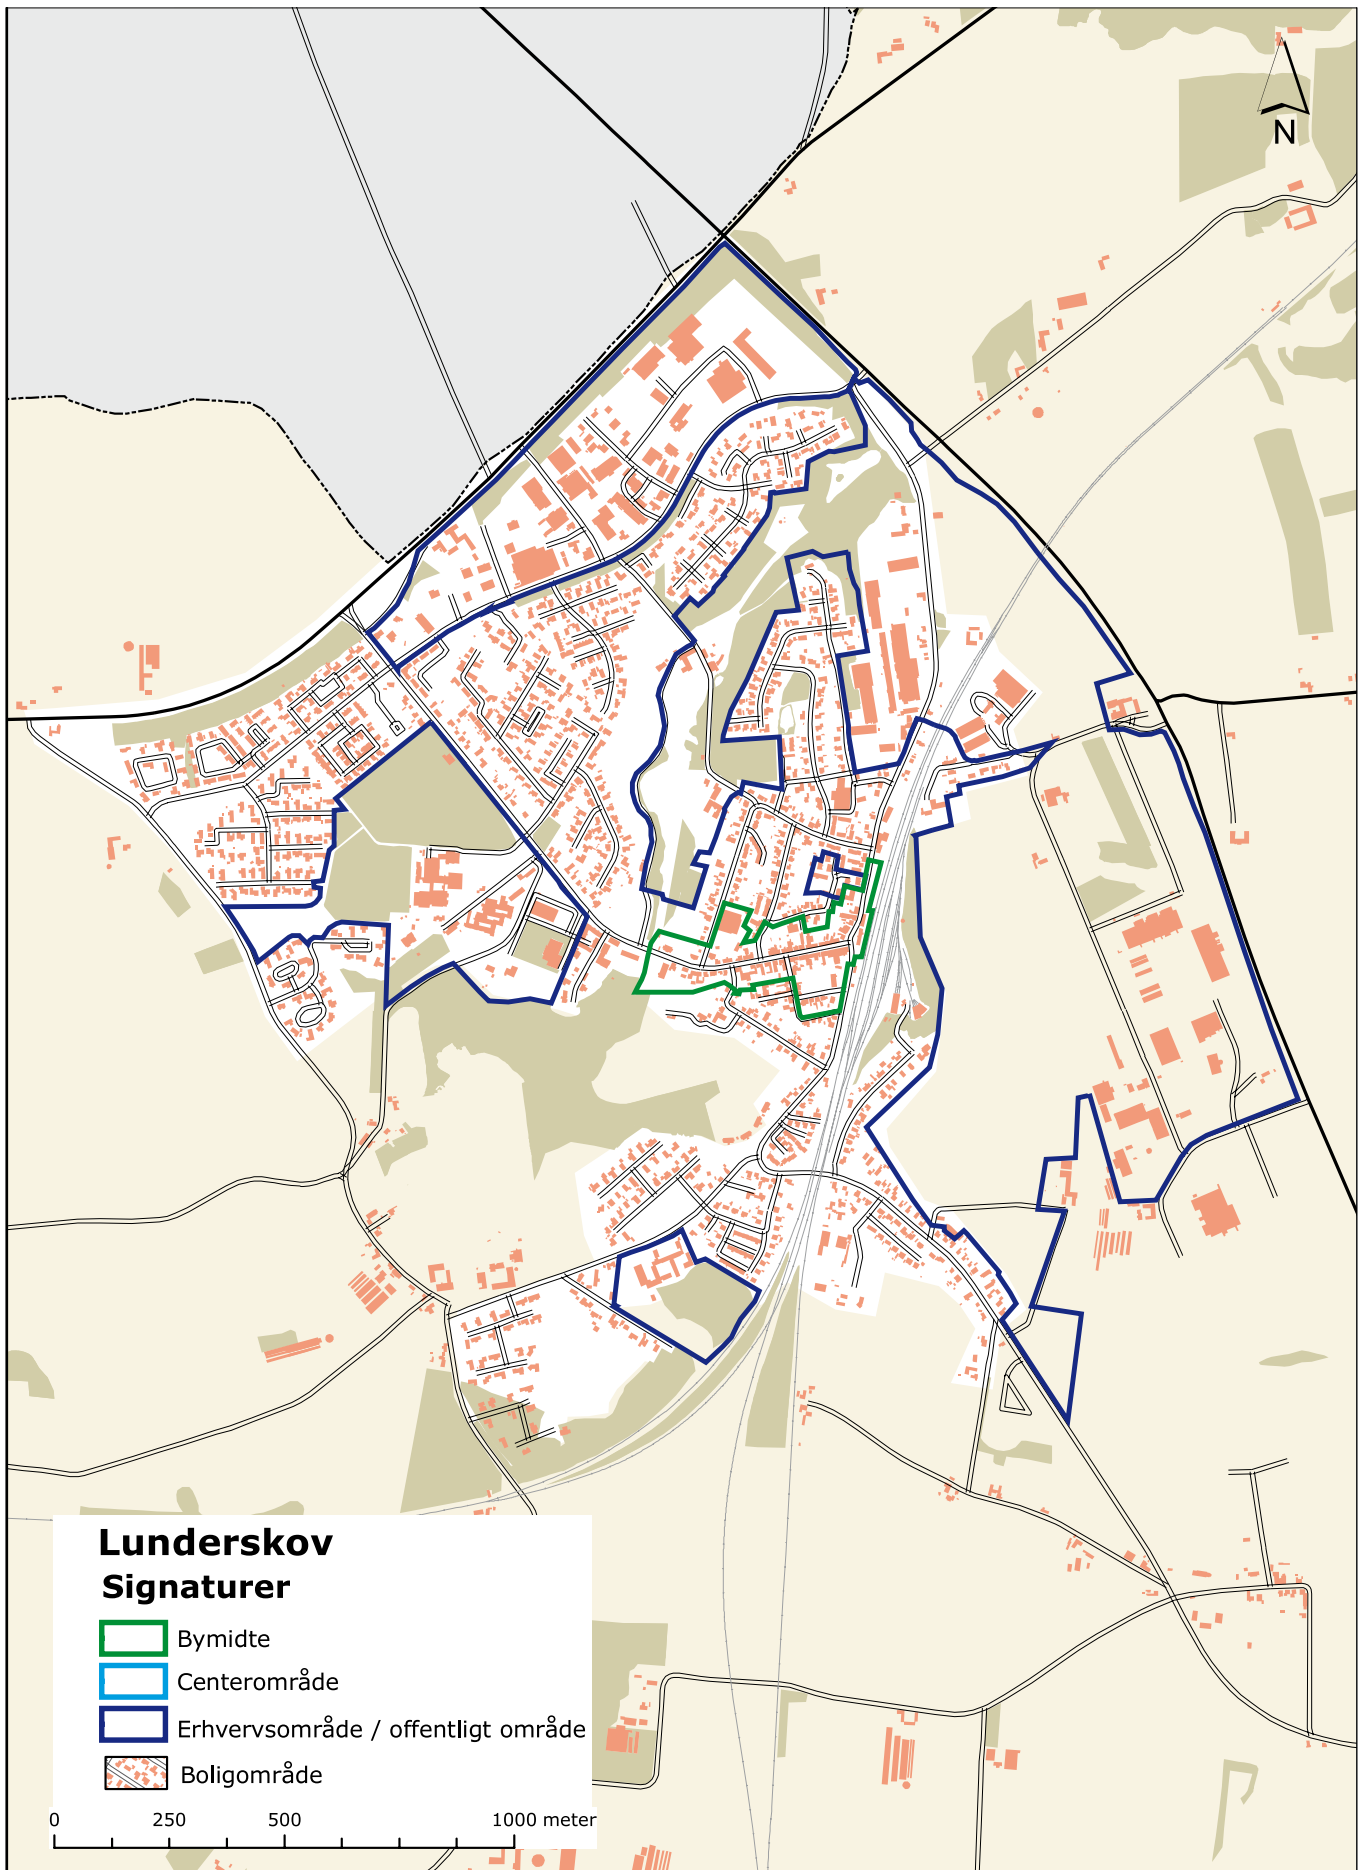 N
Lunderskov
Signaturer
Bymidte
Centerområde
Erhvervsområde / offentligt område
Boligområde
0 250 500 1000 meter